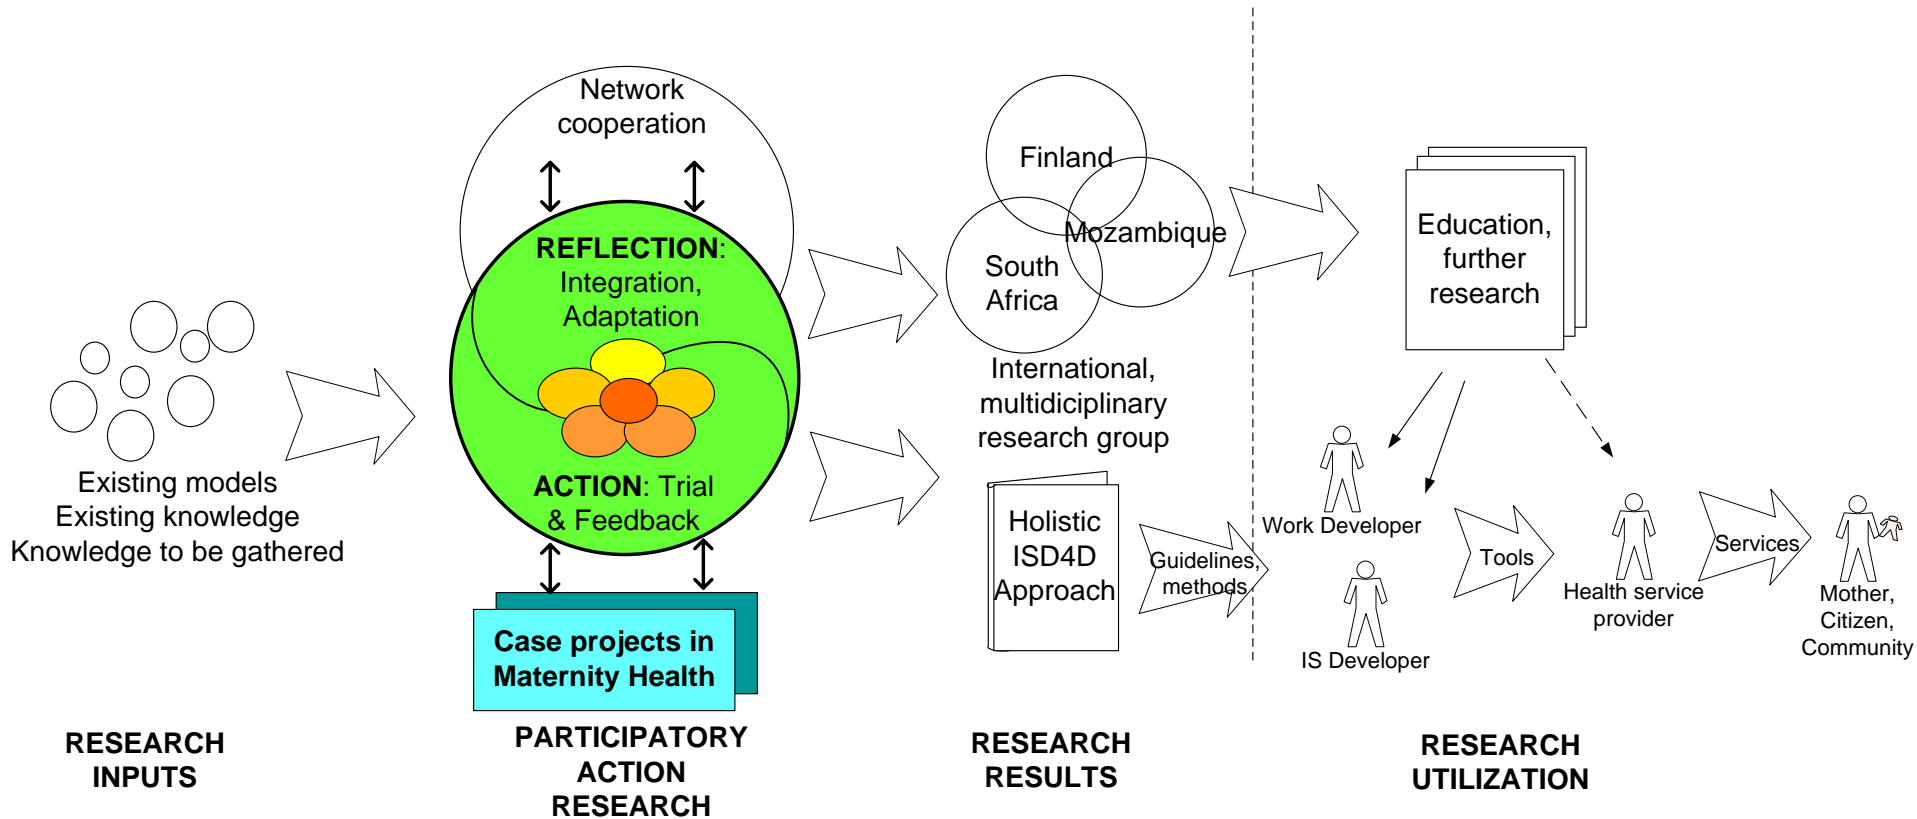 Existing models
Existing knowledge
Knowledge to be gathered
RESEARCH
INPUTS
Network
cooperation
REFLECTION:
Integration,
Adaptation
ACTION: Trial
& Feedback
Case projects in
Maternity Health
PARTICIPATORY
ACTION
RESEARCH
Finland
Mozambique
South
Africa
International,
multidiciplinary
research group
Holistic
ISD4D
Approach
Guidelines,
methods
RESEARCH
RESULTS
Education,
further
research
Work Developer
IS Developer
Tools
Health service
provider
Services
Mother,
Citizen,
Community
RESEARCH
UTILIZATION